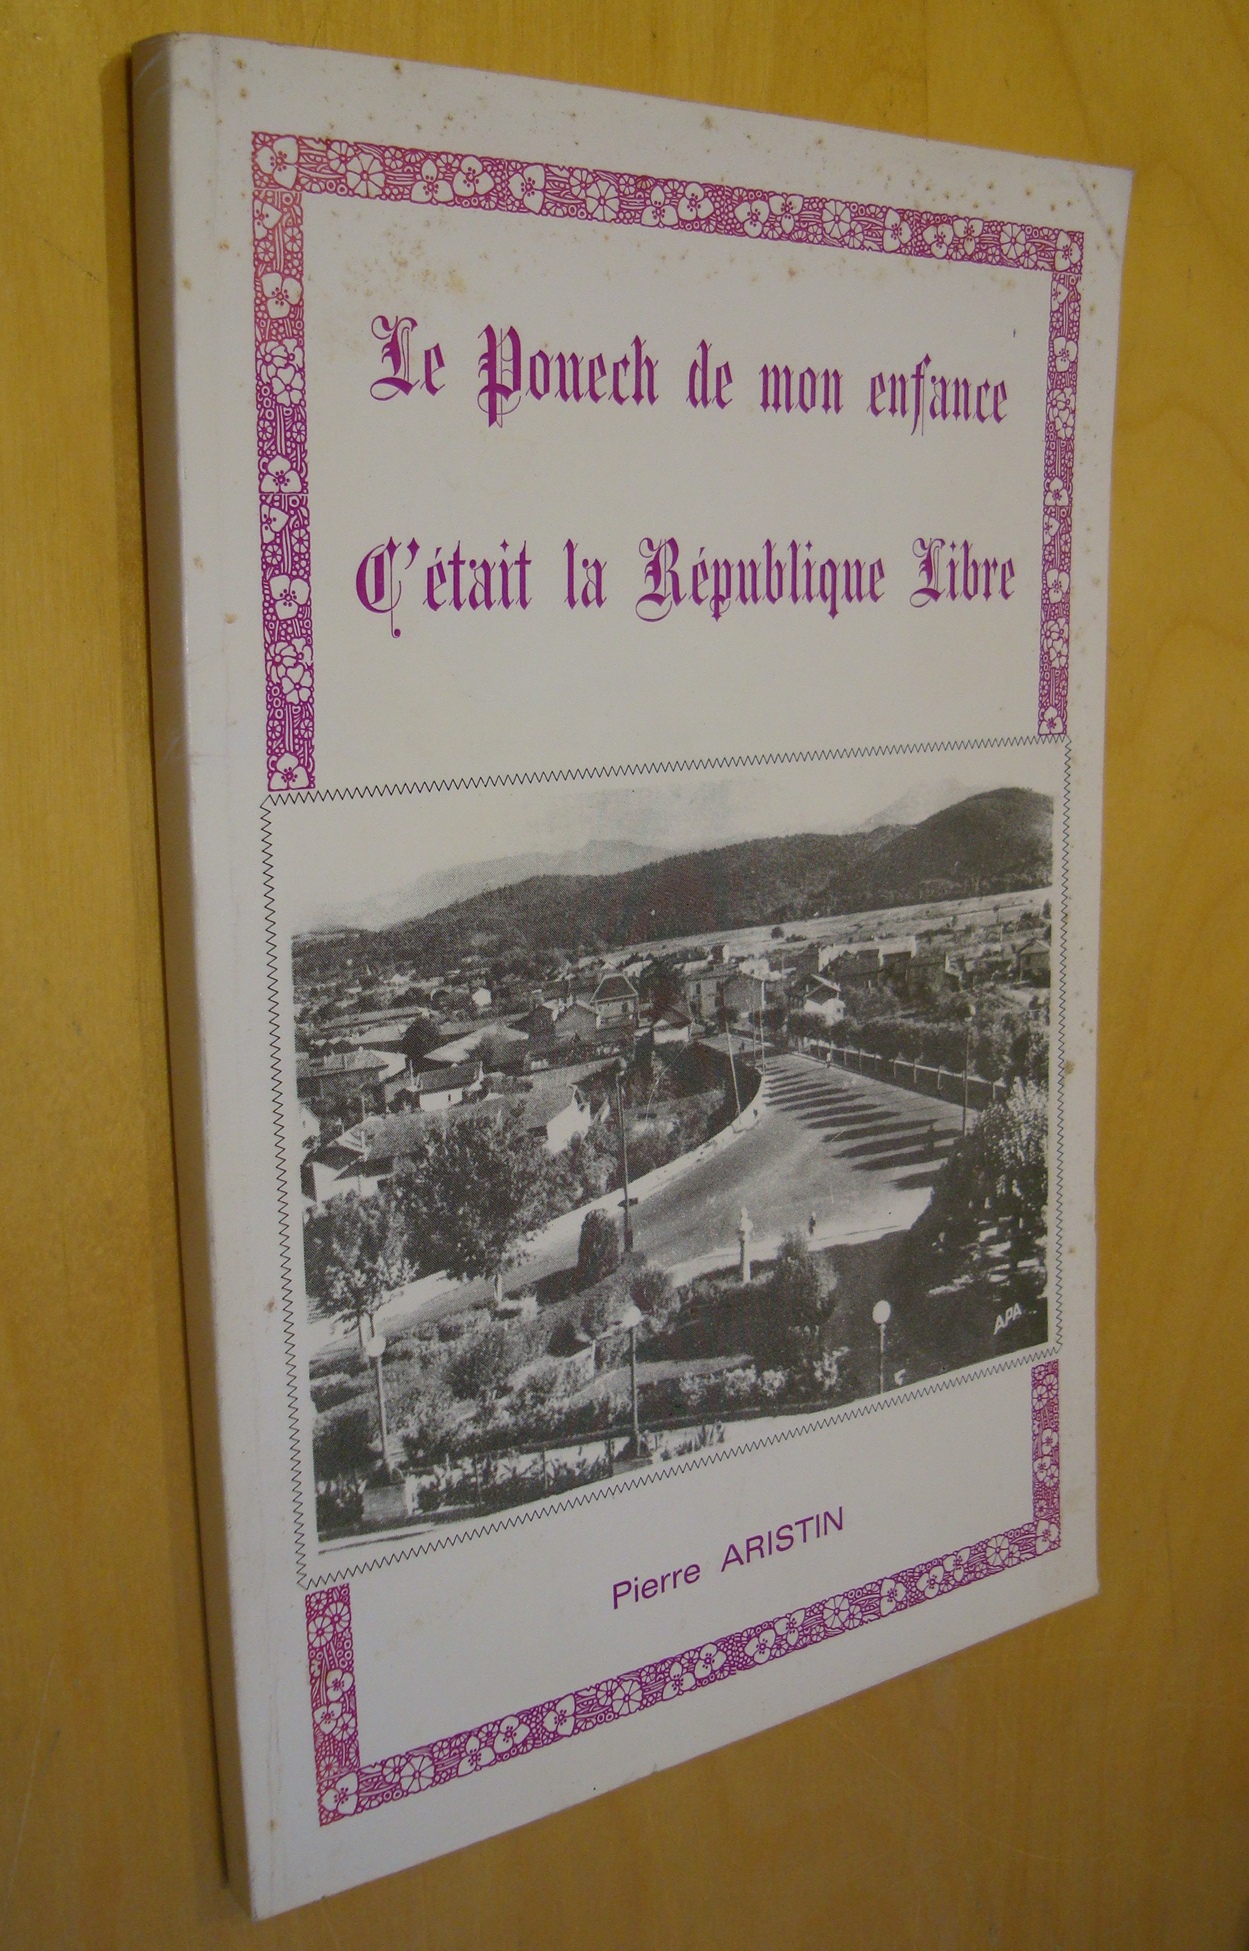 Le Pouech de mon enfance
C'était la République Libre
APA
Pierre ARISTIN